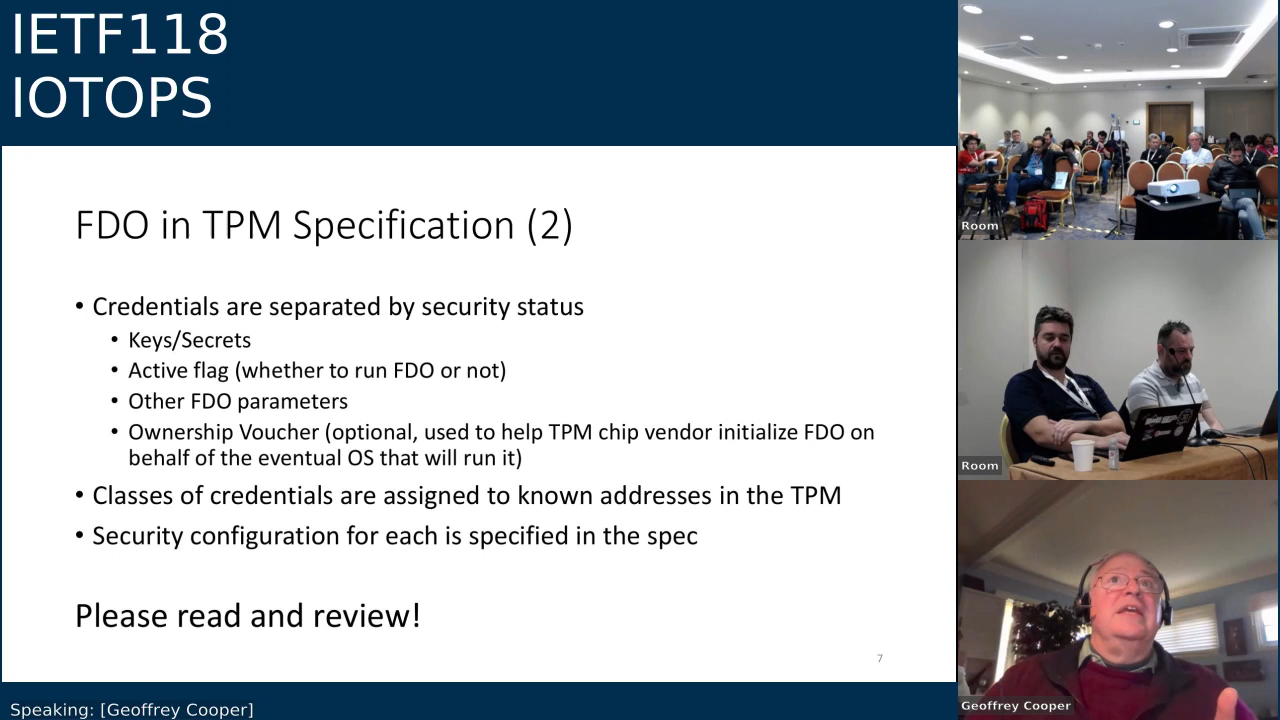 IETF118
IOTOPS
FDO in TPM Specification (2)
• Credentials are separated by security status
• Keys/Secrets
• Active flag (whether to run FDO or not)
• Other FDO parameters
• Ownership Voucher (optional, used to help TPM chip vendor initialize FDO on
behalf of the eventual OS that will run it)
• Classes of credentials are assigned to known addresses in the TPM
• Security configuration for each is specified in the spec
Please read and review!
7
Speaking: [Geoffrey Cooper]
Room
Room
Geoffrey Cooper